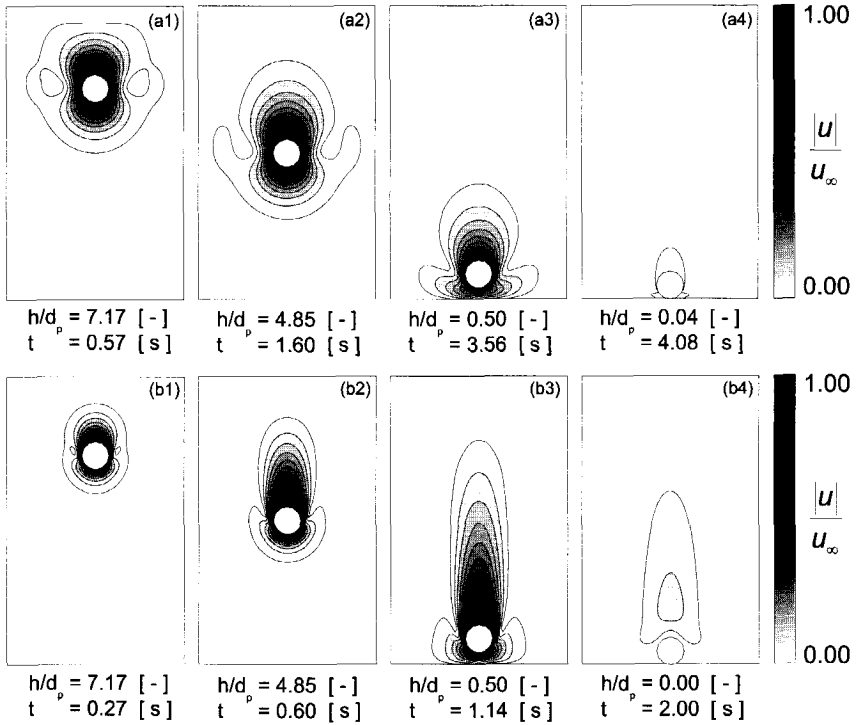 (a1) (a2) (a3) (a4) 1.00
|u|
u∞
0.00
h/dp = 7.17 [-] h/dp = 4.85 [-] h/dp = 0.50 [-] h/dp = 0.04 [-]
t = 0.57 [s] t = 1.60 [s] t = 3.56 [s] t = 4.08 [s]
(b1) (b2) (b3) (b4) 1.00
|u|
u∞
0.00
h/dp = 7.17 [-] h/dp = 4.85 [-] h/dp = 0.50 [-] h/dp = 0.00 [-]
t = 0.27 [s] t = 0.60 [s] t = 1.14 [s] t = 2.00 [s]